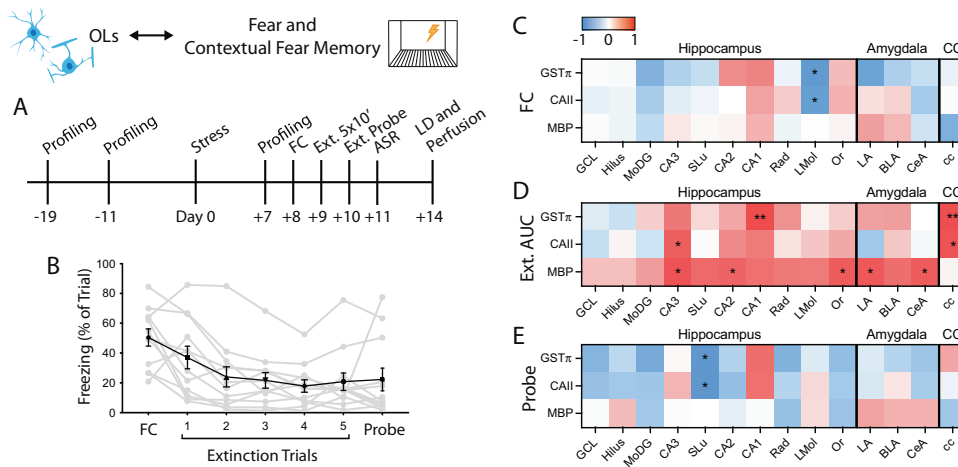 OLs
Fear and
Contextual Fear Memory
A
Profiling
Profiling
Stress
Profiling
FC
Ext. 5x10'
Ext. Probe
ASR
LD and
Perfusion
-19
-11
Day 0
+7
+8
+9
+10
+11
+14
B
Freezing (% of Trial)
100
80
60
40
20
0
FC
1
2
3
4
5
Probe
Extinction Trials
C
-1
0
1
Hippocampus
Amygdala
CC
FC
GSTπ
*
CAII
*
MBP
GCL
Hilus
MoDG
CA3
SLu
CA2
CA1
Rad
LMol
Or
LA
BLA
CeA
cc
D
Hippocampus
Amygdala
CC
Ext. AUC
GSTπ
**
**
CAII
*
*
MBP
*
*
*
*
*
GCL
Hilus
MoDG
CA3
SLu
CA2
CA1
Rad
LMol
Or
LA
BLA
CeA
cc
E
Hippocampus
Amygdala
CC
Probe
GSTπ
*
CAII
*
MBP
GCL
Hilus
MoDG
CA3
SLu
CA2
CA1
Rad
LMol
Or
LA
BLA
CeA
cc